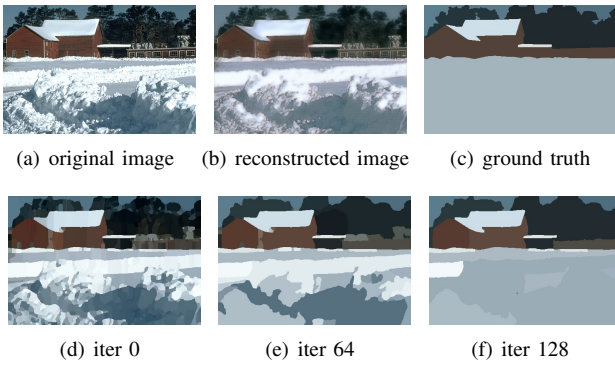 (a) original image
(b) reconstructed image
(c) ground truth
(d) iter 0
(e) iter 64
(f) iter 128